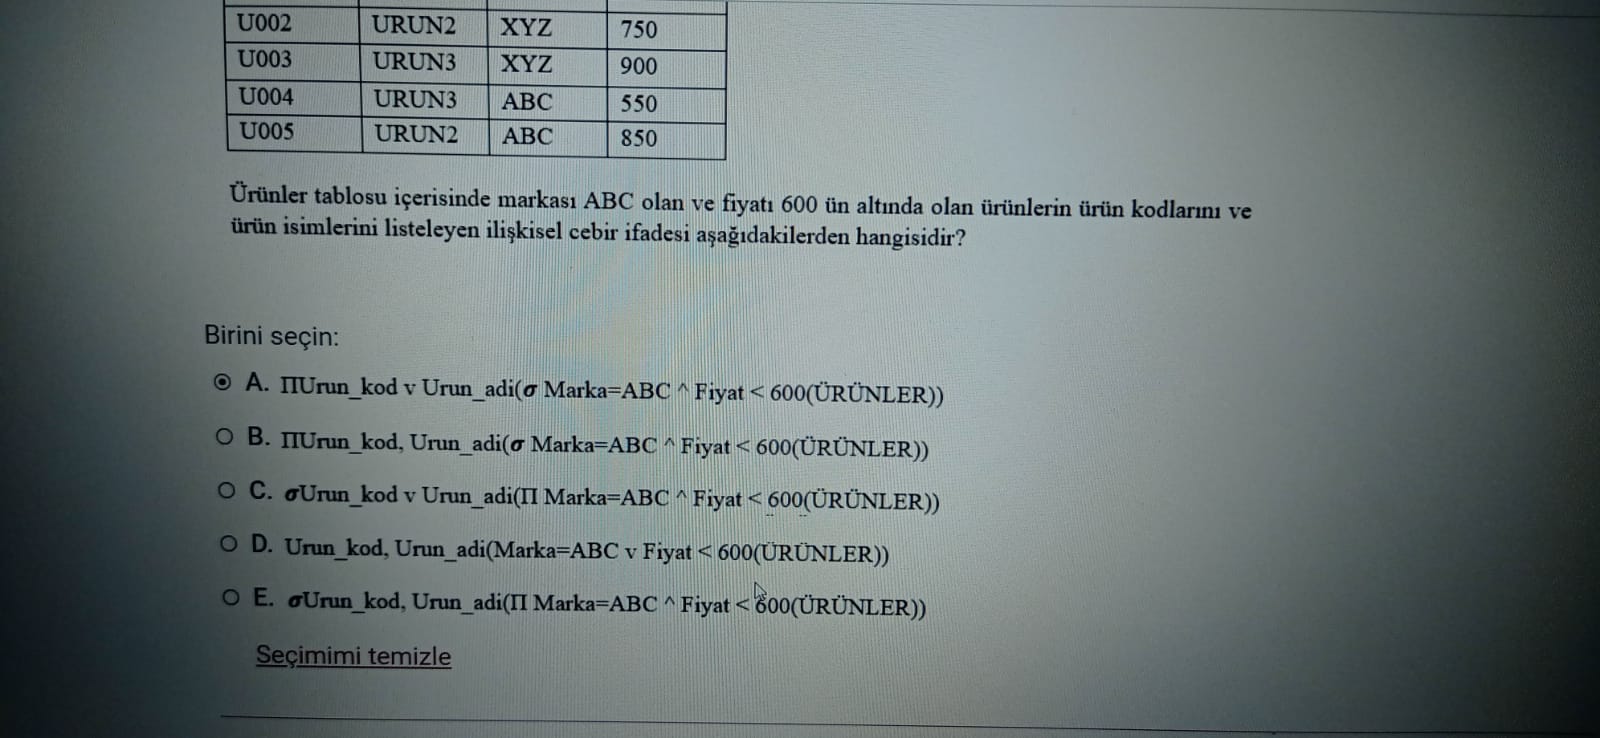 U002 URUN2 XYZ 750
U003 URUN3 XYZ 900
U004 URUN3 ABC 550
U005 URUN2 ABC 850
Ürünler tablosu içerisinde markası ABC olan ve fiyatı 600 ün altında olan ürünlerin ürün kodlarını ve
ürün isimlerini listeleyen ilişkisel cebir ifadesi aşağıdakilerden hangisidir?
Birini seçin:
A. ΠUrun_kod v Urun_adi(σ Marka=ABC ^ Fiyat < 600(ÜRÜNLER))
B. ΠUrun_kod, Urun_adi(σ Marka=ABC ^ Fiyat < 600(ÜRÜNLER))
C. σUrun_kod v Urun_adi(Π Marka=ABC ^ Fiyat < 600(ÜRÜNLER))
D. Urun_kod, Urun_adi(Marka=ABC v Fiyat < 600(ÜRÜNLER))
E. σUrun_kod, Urun_adi(Π Marka=ABC ^ Fiyat < 600(ÜRÜNLER))
Seçimimi temizle